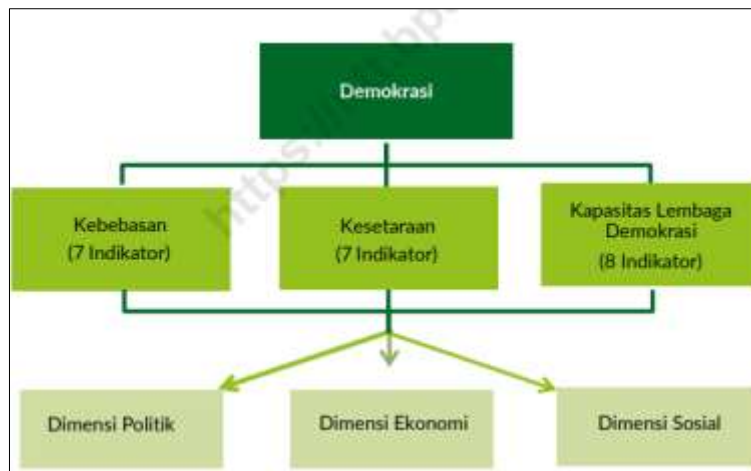 Demokrasi
Kebebasan
(7 Indikator)
Kesetaraan
(7 Indikator)
Kapasitas Lembaga
Demokrasi
(8 Indikator)
Dimensi Politik
Dimensi Ekonomi
Dimensi Sosial